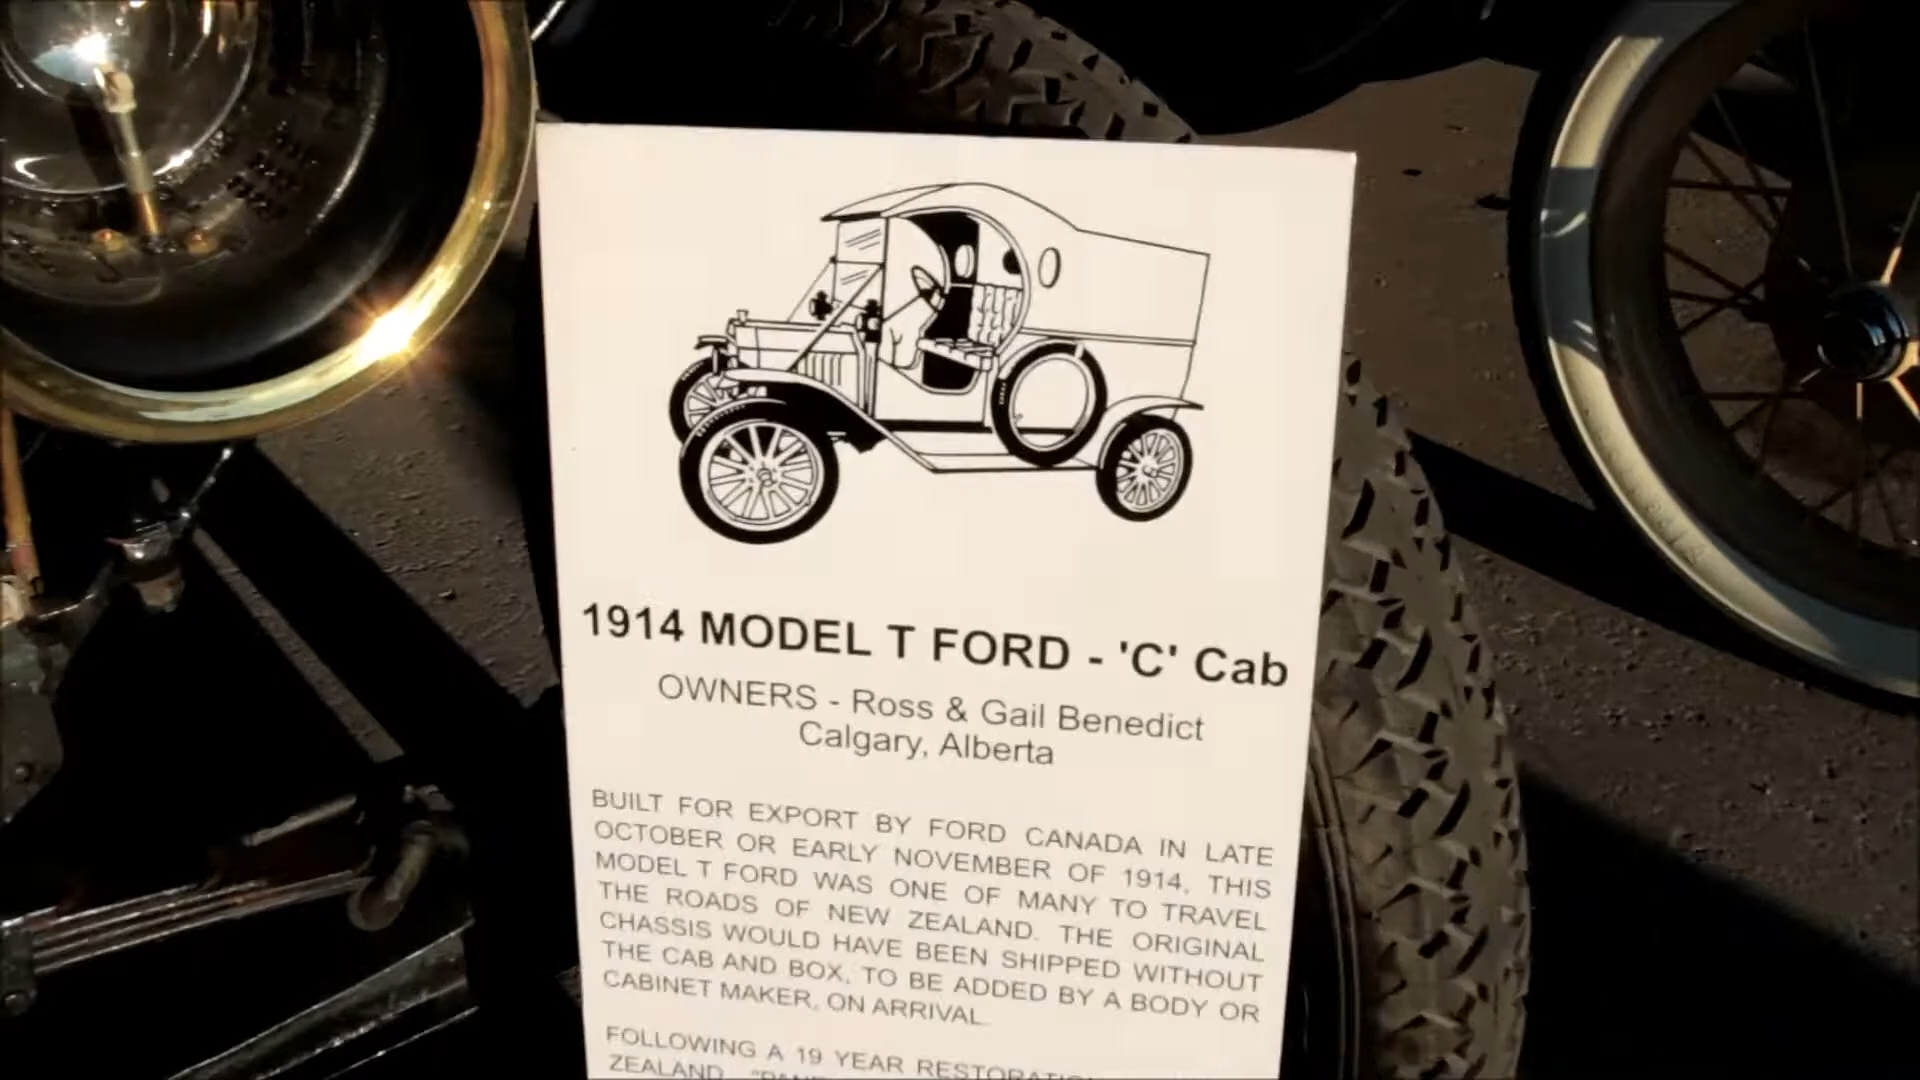 1914 MODEL T FORD - 'C' Cab
OWNERS - Ross & Gail Benedict
Calgary, Alberta
BUILT FOR EXPORT BY FORD CANADA IN LATE
OCTOBER OR EARLY NOVEMBER OF 1914, THIS
MODEL T FORD WAS ONE OF MANY TO TRAVEL
THE ROADS OF NEW ZEALAND. THE ORIGINAL
CHASSIS WOULD HAVE BEEN SHIPPED WITHOUT
THE CAB AND BOX, TO BE ADDED BY A BODY OR
CABINET MAKER, ON ARRIVAL.
FOLLOWING A 19 YEAR
ZEALAND